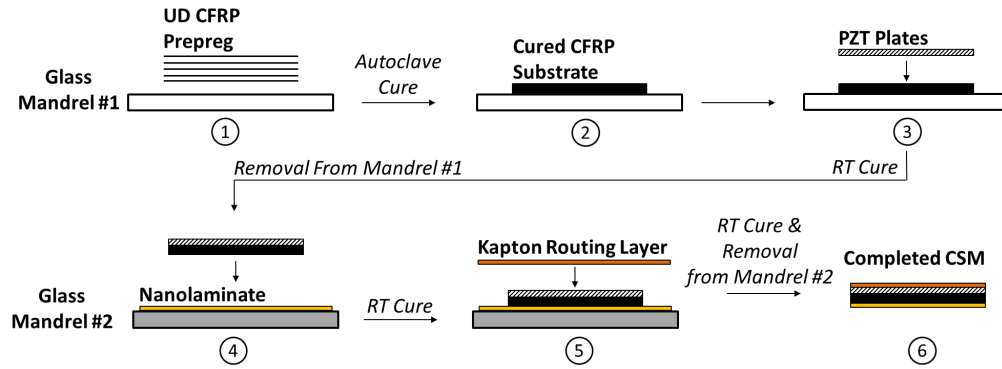 UD CFRP
Prepreg
Glass
Mandrel #1
Autoclave
Cure
Cured CFRP
Substrate
PZT Plates
1
2
3
Removal From Mandrel #1
RT Cure
Glass
Mandrel #2
Nanolaminate
RT Cure
Kapton Routing Layer
RT Cure &
Removal
from Mandrel #2
Completed CSM
4
5
6